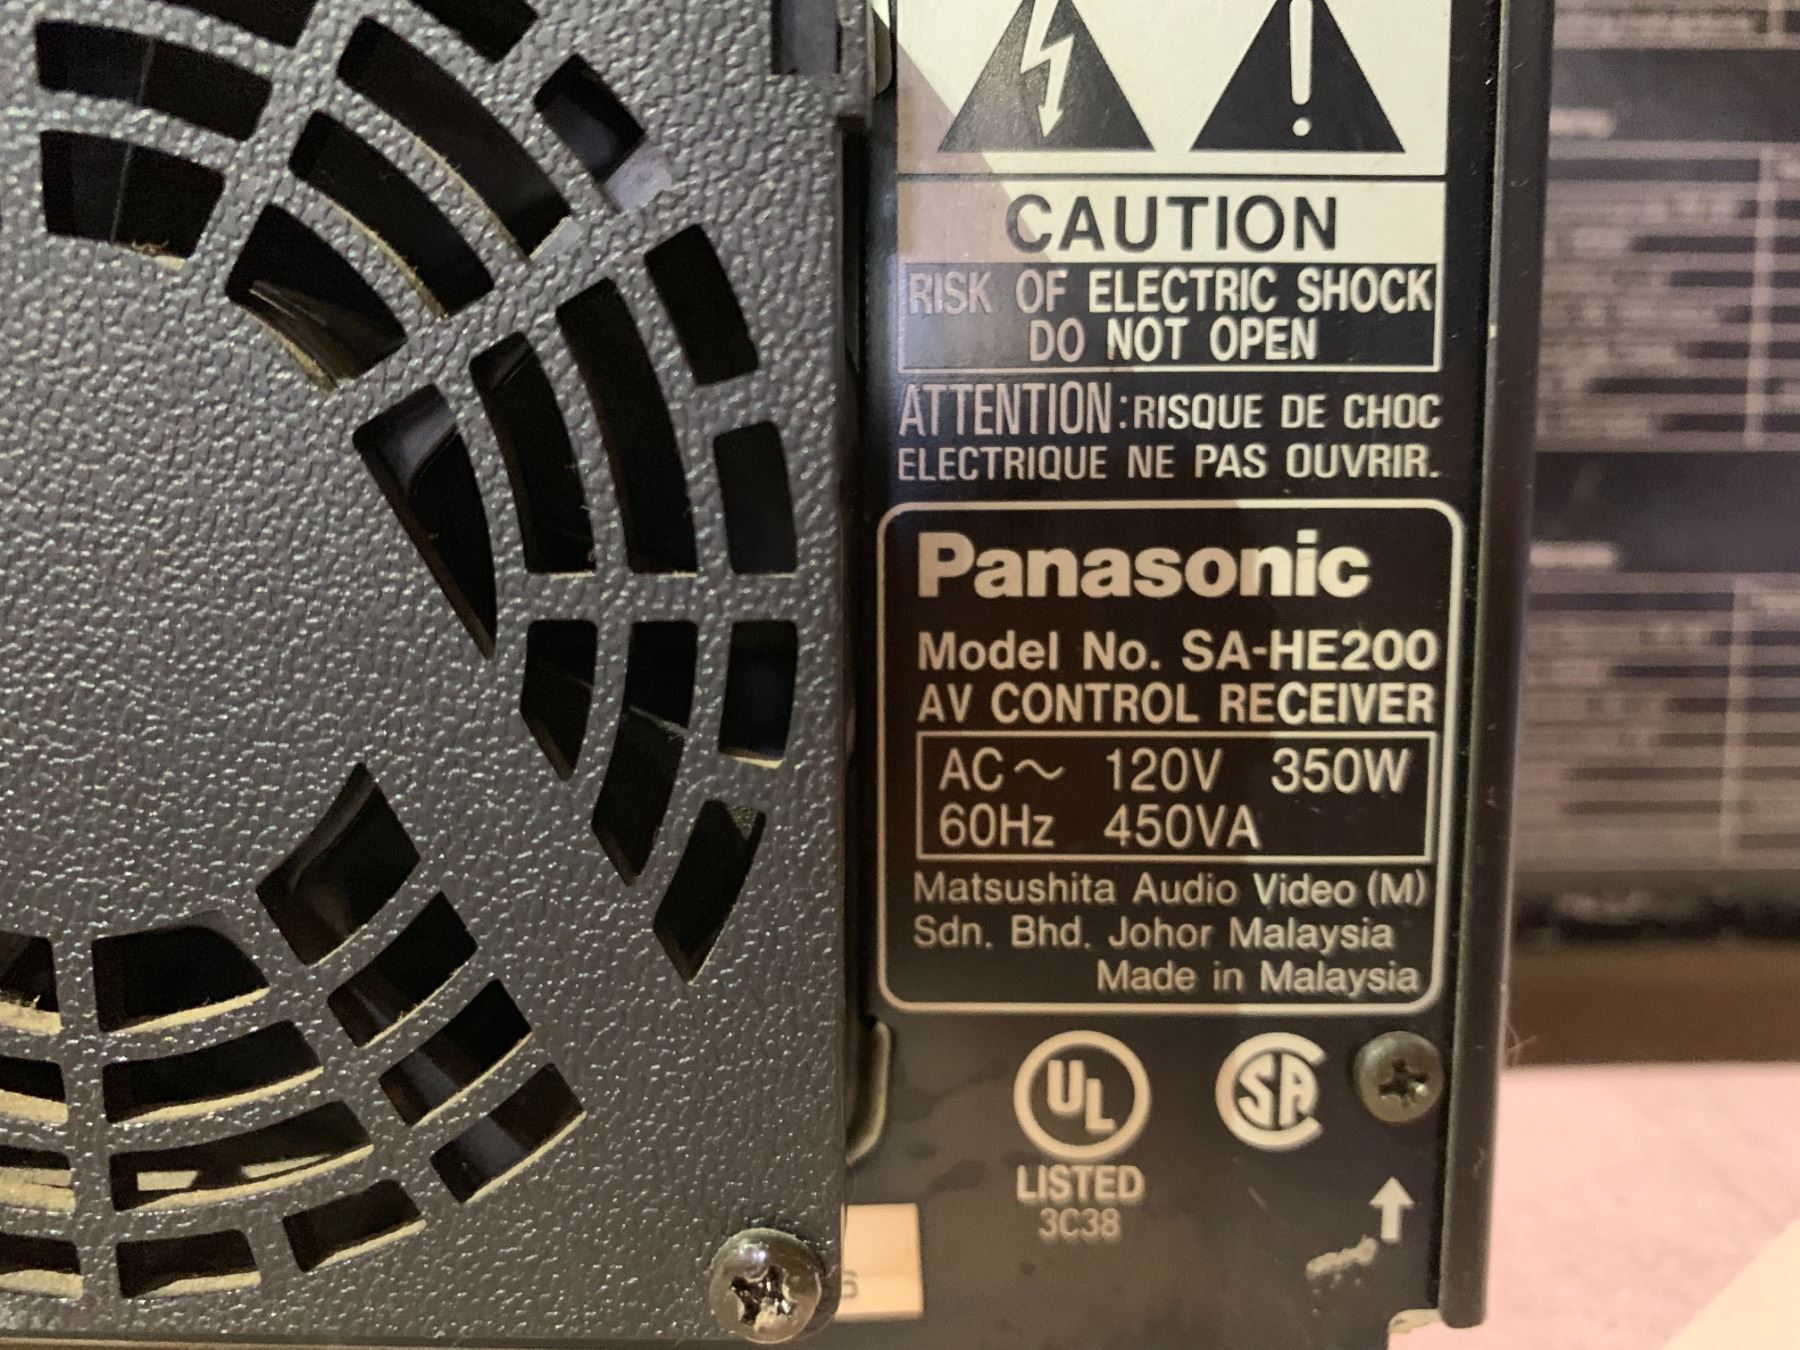 CAUTION
RISK OF ELECTRIC SHOCK
DO NOT OPEN
ATTENTION:RISQUE DE CHOC
ELECTRIQUE NE PAS OUVRIR.
Panasonic
Model No. SA-HE200
AV CONTROL RECEIVER
AC～ 120V 350W
60Hz 450VA
Matsushita Audio Video (M)
Sdn. Bhd. Johor Malaysia
Made in Malaysia
UL
SA
LISTED
3C38